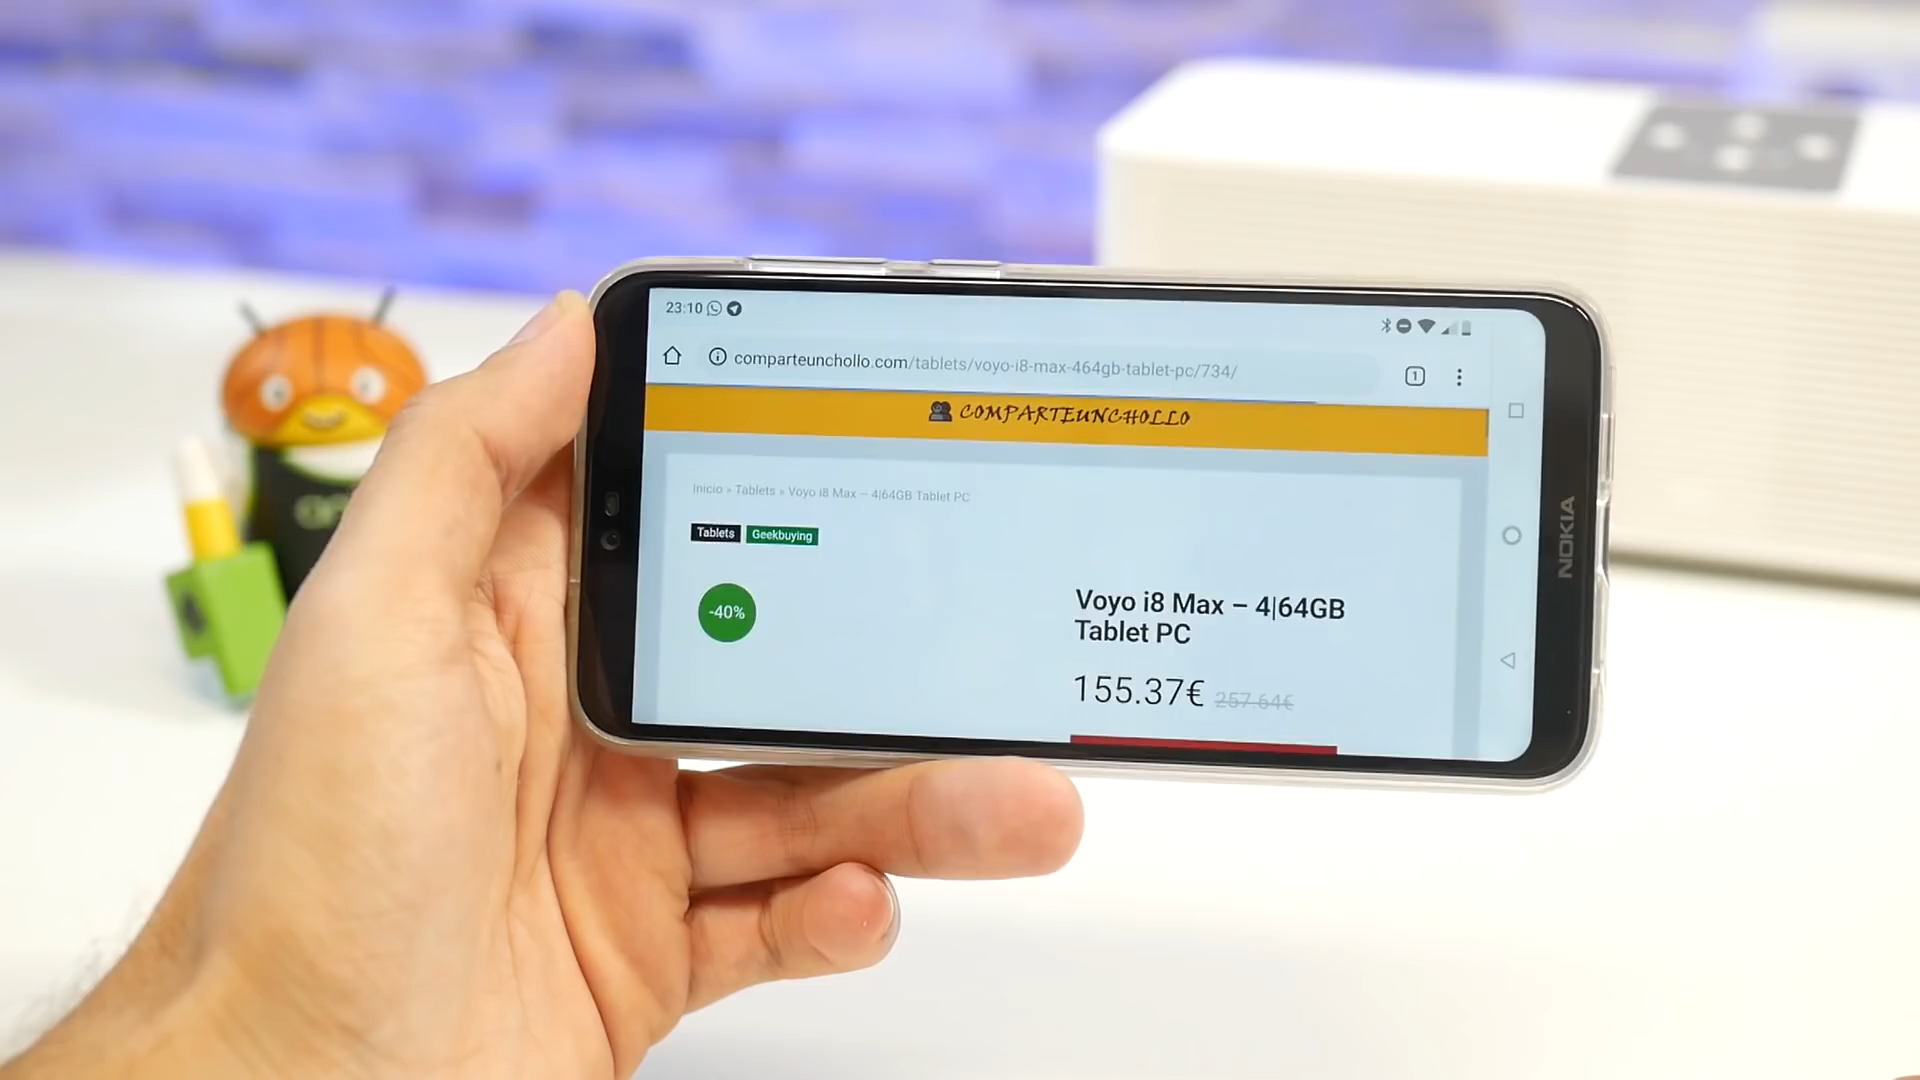 23:10
comparteunchollo.com/tablets/voyo-i8-max-464gb-tablet-pc/734/
1
COMPARTEUNCHOLLO
Inicio » Tablets » Voyo i8 Max – 4|64GB Tablet PC
Tablets Geekbuying
-40%
Voyo i8 Max – 4|64GB
Tablet PC
155.37€ 257.64€
NOKIA